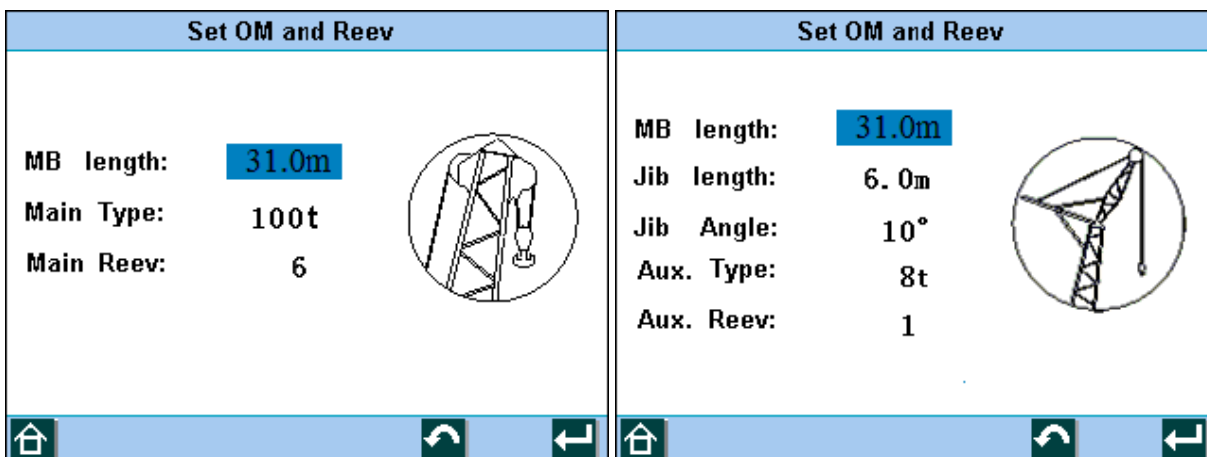 Set OM and Reev
MB length: 31.0m
Main Type: 100t
Main Reev: 6
Set OM and Reev
MB length: 31.0m
Jib length: 6.0m
Jib Angle: 10°
Aux. Type: 8t
Aux. Reev: 1